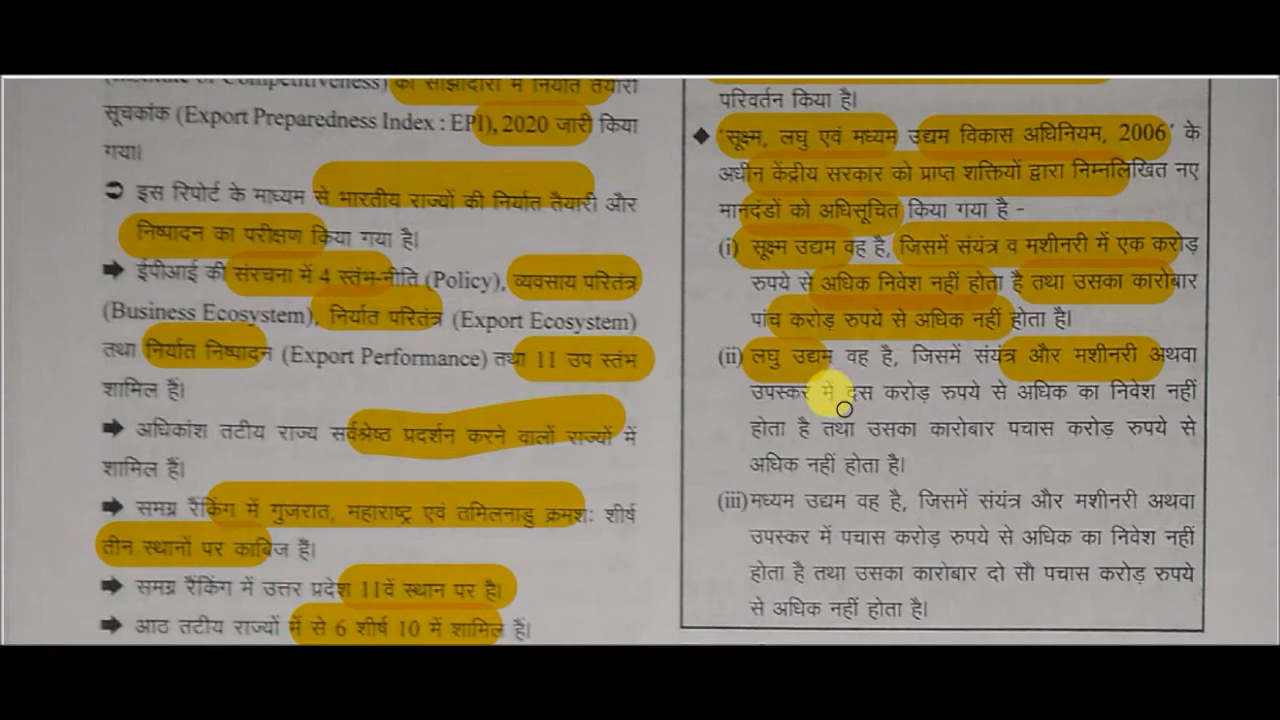 (Institute of Competitiveness) की साझीदारी में निर्यात तैयारी
सूचकांक (Export Preparedness Index : EPI), 2020 जारी किया
गया।
➲ इस रिपोर्ट के माध्यम से भारतीय राज्यों की निर्यात तैयारी और
निष्पादन का परीक्षण किया गया है।
➡ ईपीआई की संरचना में 4 स्तंभ-नीति (Policy), व्यवसाय परितंत्र
(Business Ecosystem), निर्यात परितंत्र (Export Ecosystem)
तथा निर्यात निष्पादन (Export Performance) तथा 11 उप स्तंभ
शामिल हैं।
➡ अधिकांश तटीय राज्य सर्वश्रेष्ठ प्रदर्शन करने वालों राज्यों में
शामिल हैं।
➡ समग्र रैंकिंग में गुजरात, महाराष्ट्र एवं तमिलनाडु क्रमशः शीर्ष
तीन स्थानों पर काबिज हैं।
➡ समग्र रैंकिंग में उत्तर प्रदेश 11वें स्थान पर है।
➡ आठ तटीय राज्यों में से 6 शीर्ष 10 में शामिल हैं।
परिवर्तन किया है।
◆ 'सूक्ष्म, लघु एवं मध्यम उद्यम विकास अधिनियम, 2006' के
अधीन केंद्रीय सरकार को प्राप्त शक्तियों द्वारा निम्नलिखित नए
मानदंडों को अधिसूचित किया गया है -
(i) सूक्ष्म उद्यम वह है, जिसमें संयंत्र व मशीनरी में एक करोड़
रुपये से अधिक निवेश नहीं होता है तथा उसका कारोबार
पांच करोड़ रुपये से अधिक नहीं होता है।
(ii) लघु उद्यम वह है, जिसमें संयंत्र और मशीनरी अथवा
उपस्कर में दस करोड़ रुपये से अधिक का निवेश नहीं
होता है तथा उसका कारोबार पचास करोड़ रुपये से
अधिक नहीं होता है।
(iii) मध्यम उद्यम वह है, जिसमें संयंत्र और मशीनरी अथवा
उपस्कर में पचास करोड़ रुपये से अधिक का निवेश नहीं
होता है तथा उसका कारोबार दो सौ पचास करोड़ रुपये
से अधिक नहीं होता है।